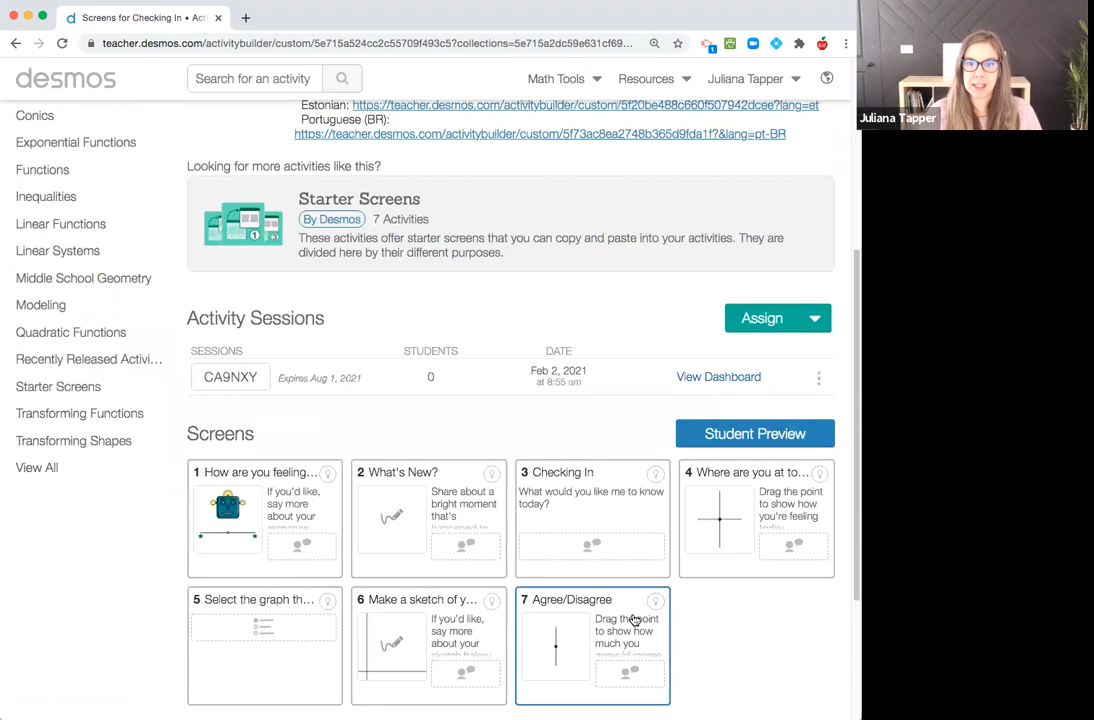 Screens for Checking In • Act
teacher.desmos.com/activitybuilder/custom/5e715a524cc2c55709f493c5?collections=5e715a2dc59e631cf69...
desmos
Search for an activity
Math Tools
Resources
Juliana Tapper
Juliana Tapper
Conics
Exponential Functions
Functions
Inequalities
Linear Functions
Linear Systems
Middle School Geometry
Modeling
Quadratic Functions
Recently Released Activi...
Starter Screens
Transforming Functions
Transforming Shapes
View All
Estonian: https://teacher.desmos.com/activitybuilder/custom/5f20be488c660f507942dcee?lang=et
Portuguese (BR):
https://teacher.desmos.com/activitybuilder/custom/5f73ac8ea2748b365d9fda1f?&lang=pt-BR
Looking for more activities like this?
Starter Screens
By Desmos 7 Activities
These activities offer starter screens that you can copy and paste into your activities. They are
divided here by their different purposes.
Activity Sessions
Assign
SESSIONS STUDENTS DATE
CA9NXY Expires Aug 1, 2021 0 Feb 2, 2021
at 8:55 am
View Dashboard
Screens
Student Preview
1 How are you feeling...
If you'd like,
say more
about your
response
2 What's New?
Share about a
bright moment
that's
happened to
3 Checking In
What would you like me to know
today?
4 Where are you at to...
Drag the point
to show how
you're feeling
today
5 Select the graph th...
6 Make a sketch of y...
If you'd like,
say more
about your
sketch below
7 Agree/Disagree
Drag the point
to show how
much you
agree/disagree